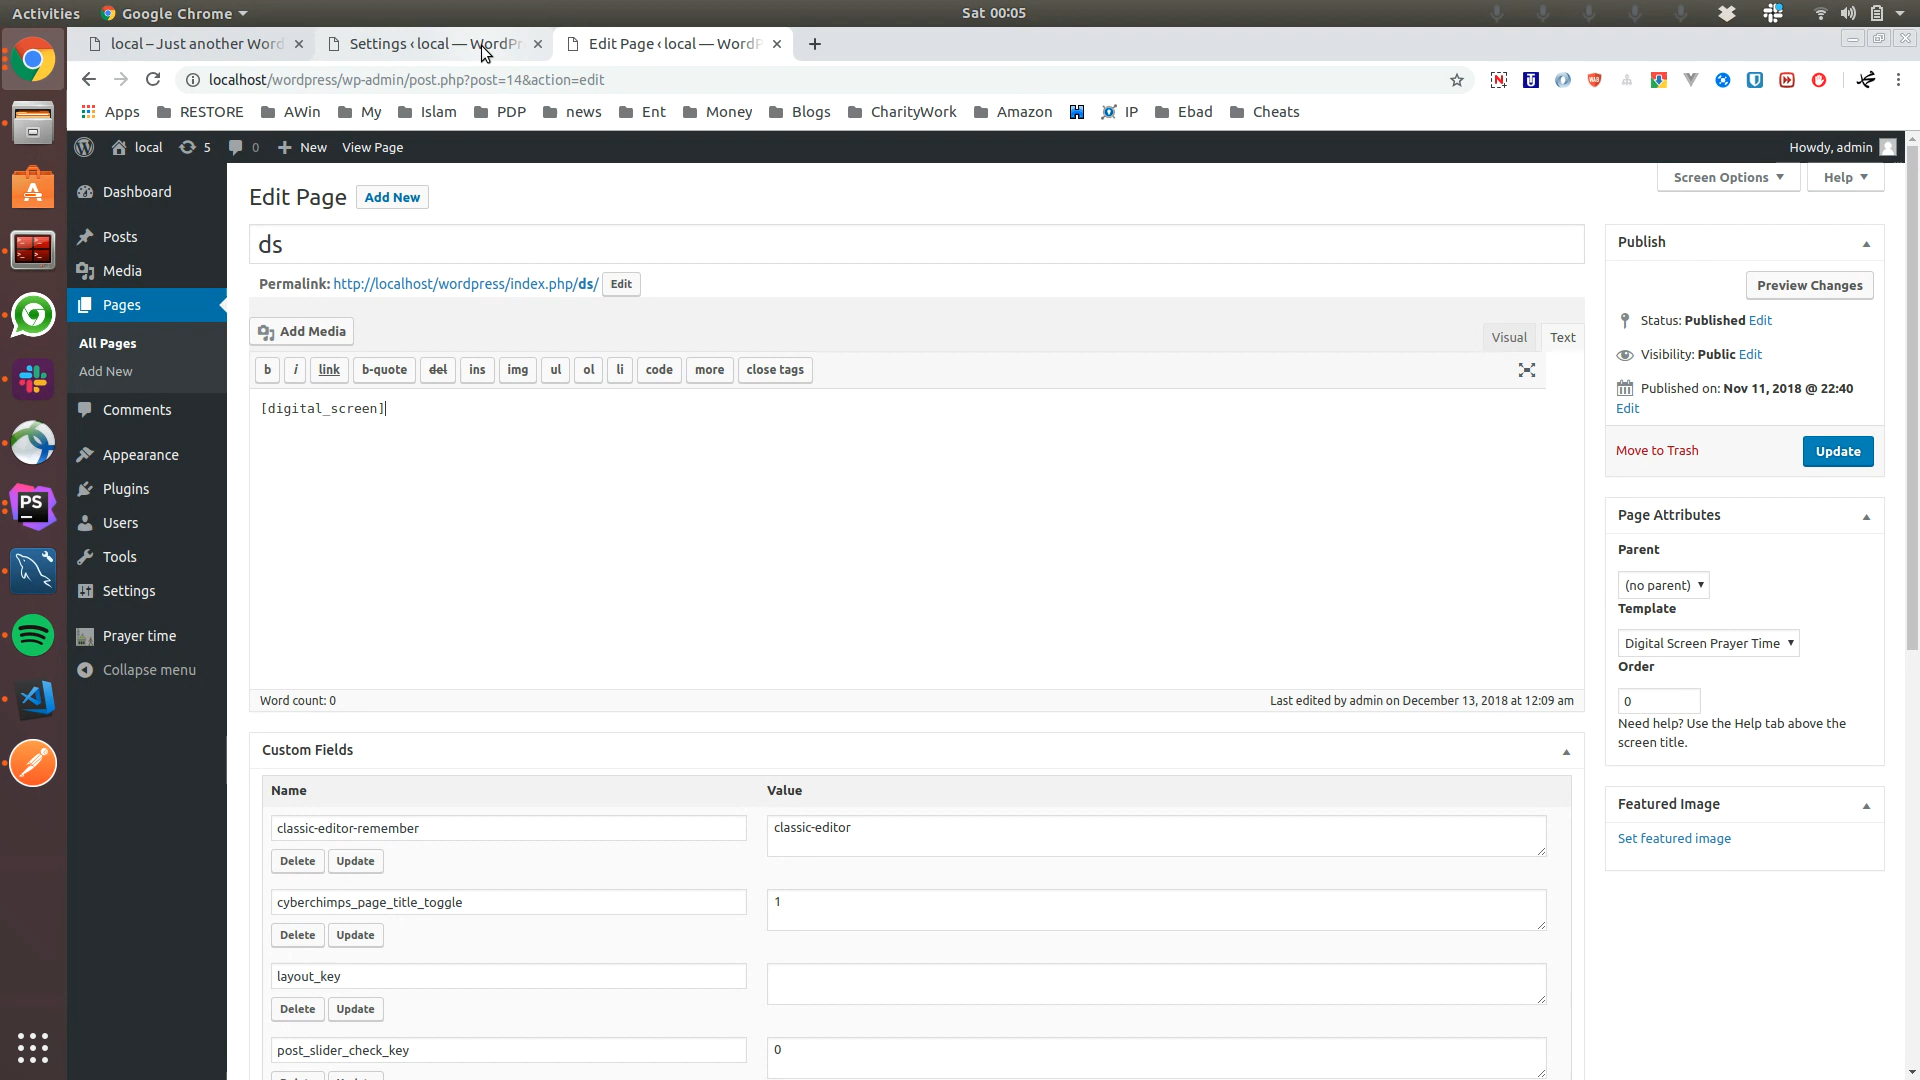 Activities Google Chrome Sat 00:05
local – Just another Word Settings ‹ local — WordPr Edit Page ‹ local — WordP
localhost/wordpress/wp-admin/post.php?post=14&action=edit
Apps RESTORE AWin My Islam PDP news Ent Money Blogs CharityWork Amazon IP Ebad Cheats
local 5 0 New View Page Howdy, admin
Screen Options Help
Dashboard
Posts
Media
Pages
All Pages
Add New
Comments
Appearance
Plugins
Users
Tools
Settings
Prayer time
Collapse menu
Edit Page Add New
ds
Permalink: http://localhost/wordpress/index.php/ds/ Edit
Add Media
Visual Text
b i link b-quote del ins img ul ol li code more close tags
[digital_screen]
Word count: 0 Last edited by admin on December 13, 2018 at 12:09 am
Custom Fields
Name Value
classic-editor-remember classic-editor
Delete Update
cyberchimps_page_title_toggle 1
Delete Update
layout_key
Delete Update
post_slider_check_key 0
Publish
Preview Changes
Status: Published Edit
Visibility: Public Edit
Published on: Nov 11, 2018 @ 22:40
Edit
Move to Trash Update
Page Attributes
Parent
(no parent)
Template
Digital Screen Prayer Time
Order
0
Need help? Use the Help tab above the
screen title.
Featured Image
Set featured image
PS